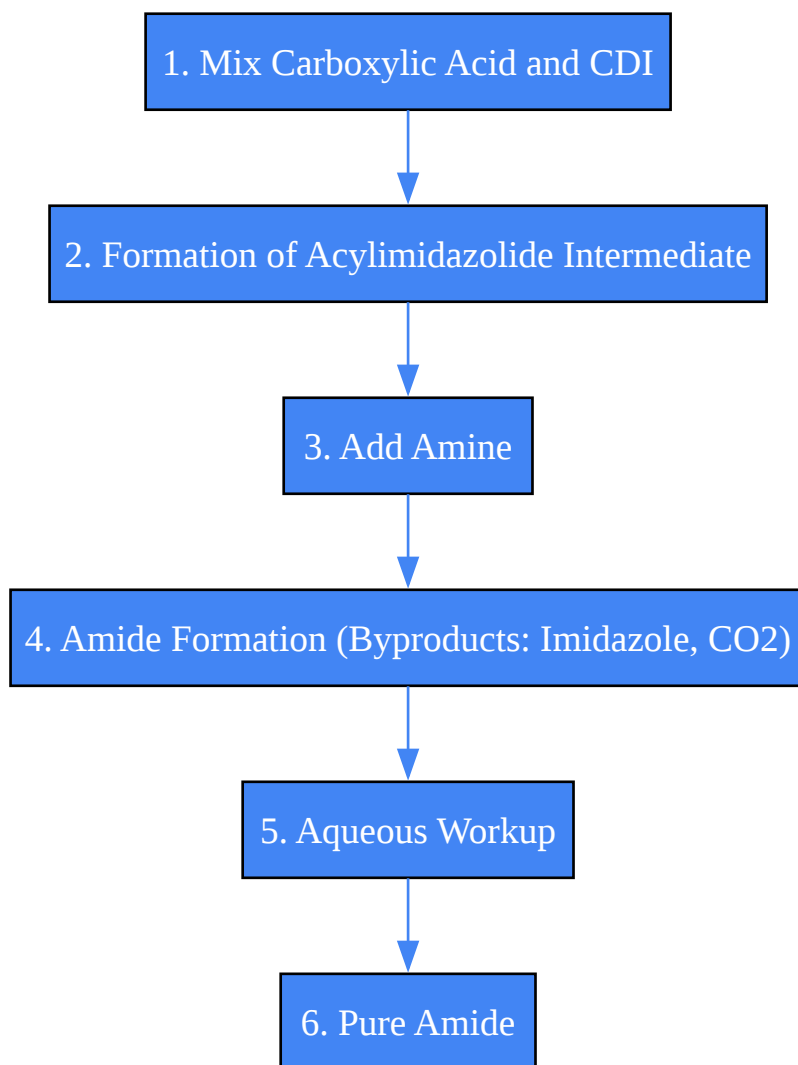 1. Mix Carboxylic Acid and CDI
2. Formation of Acylimidazolide Intermediate
3. Add Amine
4. Amide Formation (Byproducts: Imidazole, CO2)
5. Aqueous Workup
6. Pure Amide